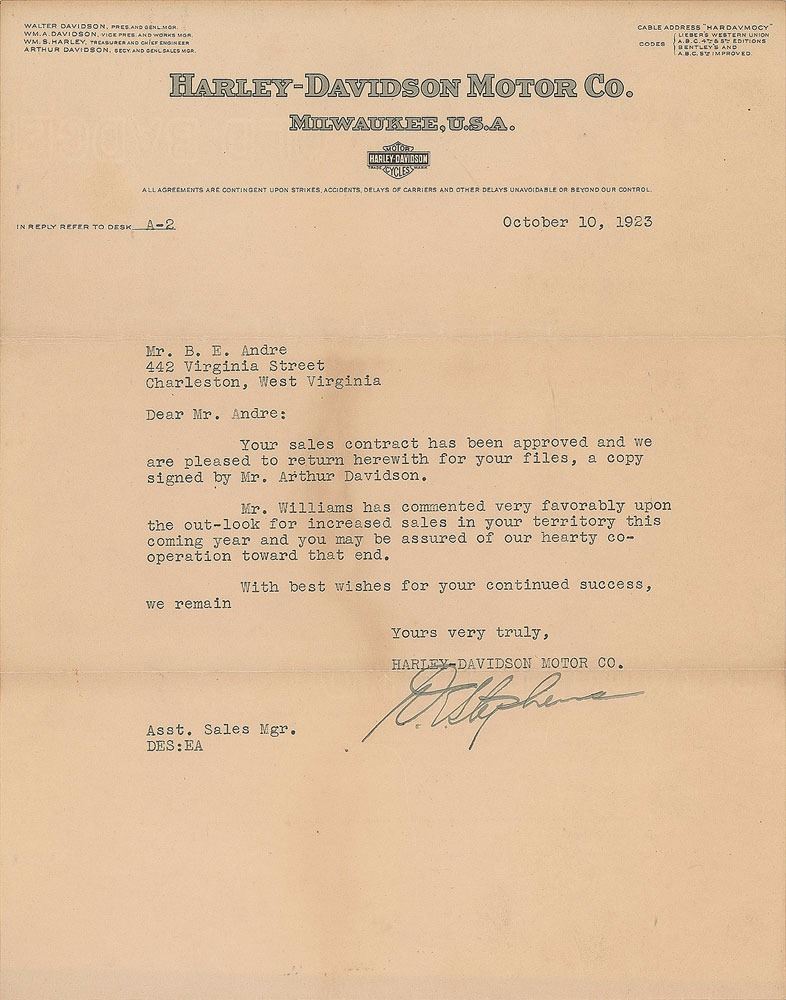 WALTER DAVIDSON, PRES. AND GENL. MGR.
WM. A. DAVIDSON, VICE PRES. AND WORKS MGR.
WM. S. HARLEY, TREASURER AND CHIEF ENGINEER
ARTHUR DAVIDSON, SECY. AND GENL. SALES MGR.
CABLE ADDRESS "HARDAVMOCY"
CODES
LIEBER'S WESTERN UNION
A.B.C. 4TH & 5TH EDITIONS
BENTLEY'S AND
A.B.C. 5TH IMPROVED.
HARLEY-DAVIDSON MOTOR CO.
MILWAUKEE, U.S.A.
MOTOR
HARLEY-DAVIDSON
CYCLES
ALL AGREEMENTS ARE CONTINGENT UPON STRIKES, ACCIDENTS, DELAYS OF CARRIERS AND OTHER DELAYS UNAVOIDABLE OR BEYOND OUR CONTROL.
IN REPLY REFER TO DESK A-2
October 10, 1923
Mr. B. E. Andre
442 Virginia Street
Charleston, West Virginia
Dear Mr. Andre:
Your sales contract has been approved and we
are pleased to return herewith for your files, a copy
signed by Mr. Arthur Davidson.
Mr. Williams has commented very favorably upon
the out-look for increased sales in your territory this
coming year and you may be assured of our hearty co-
operation toward that end.
With best wishes for your continued success,
we remain
Yours very truly,
HARLEY-DAVIDSON MOTOR CO.
Stephens
Asst. Sales Mgr.
DES:EA